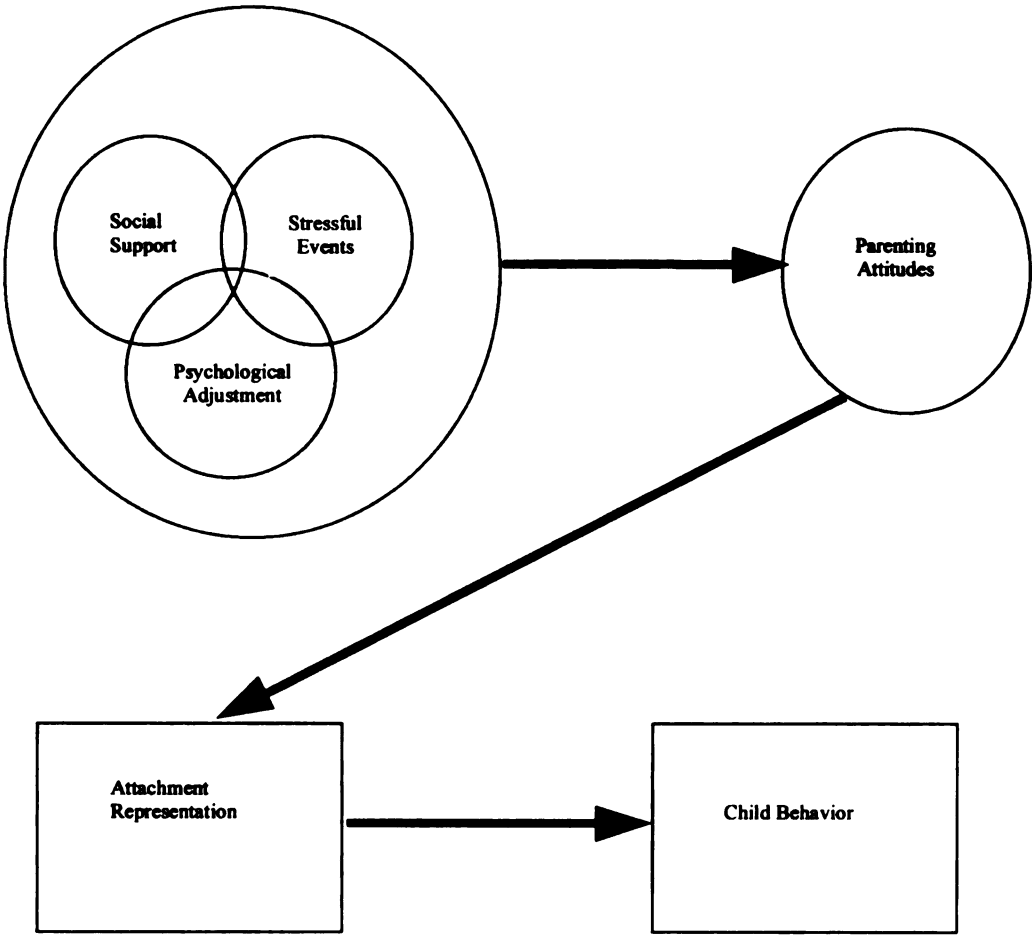 Social
Support
Stressful
Events
Psychological
Adjustment
Parenting
Attitudes
Attachment
Representation
Child Behavior